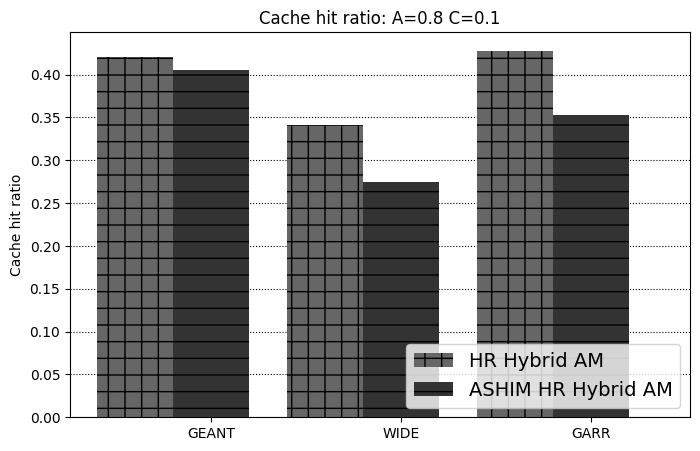 Cache hit ratio: A=0.8 C=0.1
0.40
0.35
0.30
0.25
0.20
0.15
0.10
0.05
0.00
Cache hit ratio
HR Hybrid AM
ASHIM HR Hybrid AM
GEANT WIDE GARR